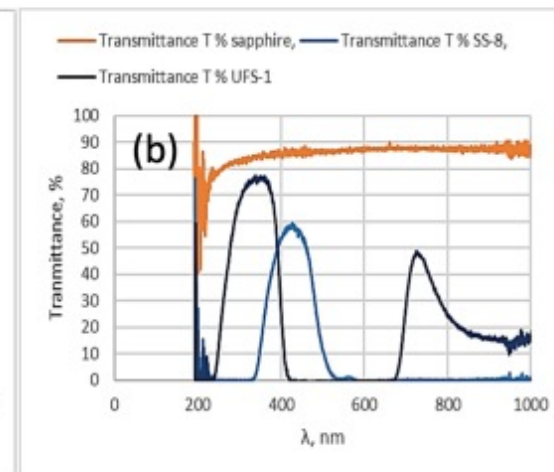 Transmittance T % sapphire, Transmittance T % SS-8,
Transmittance T % UFS-1
(b)
Tranmittance, %
100
90
80
70
60
50
40
30
20
10
0
0 200 400 600 800 1000
λ, nm